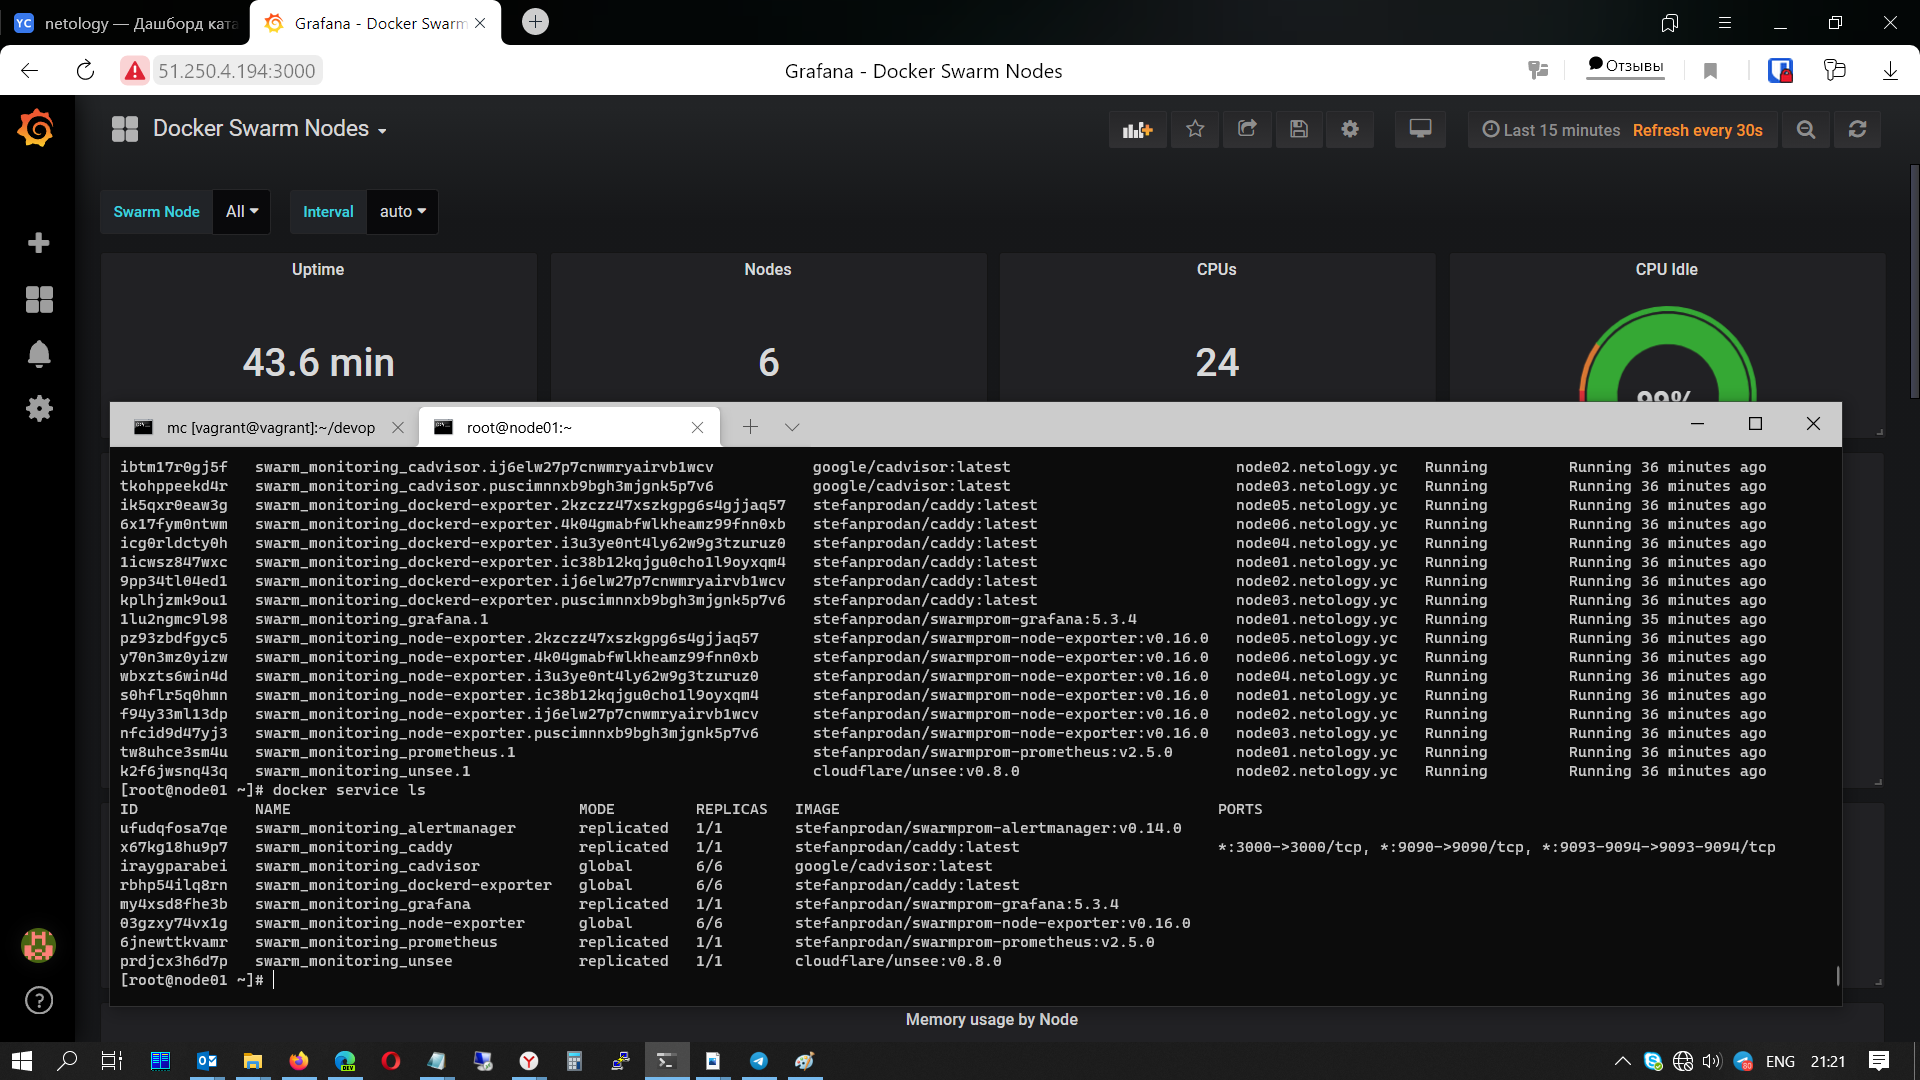 netology — Дашборд ката
Grafana - Docker Swarm
51.250.4.194:3000
Grafana - Docker Swarm Nodes
Отзывы
Docker Swarm Nodes
Last 15 minutes Refresh every 30s
Swarm Node All Interval auto
Uptime Nodes CPUs CPU Idle
43.6 min 6 24 99%
mc [vagrant@vagrant]:~/devop root@node01:~
ibtm17r0gj5f swarm_monitoring_cadvisor.ij6elw27p7cnwmryairvb1wcv google/cadvisor:latest node02.netology.yc Running Running 36 minutes ago
tkohppeekd4r swarm_monitoring_cadvisor.puscimnnxb9bgh3mjgnk5p7v6 google/cadvisor:latest node03.netology.yc Running Running 36 minutes ago
ik5qxr0eaw3g swarm_monitoring_dockerd-exporter.2kzczz47xszkgpg6s4gjjaq57 stefanprodan/caddy:latest node05.netology.yc Running Running 36 minutes ago
6x17fym0ntwm swarm_monitoring_dockerd-exporter.4k04gmabfwlkheamz99fnn0xb stefanprodan/caddy:latest node06.netology.yc Running Running 36 minutes ago
icg0rldcty0h swarm_monitoring_dockerd-exporter.i3u3ye0nt4ly62w9g3tzuruz0 stefanprodan/caddy:latest node04.netology.yc Running Running 36 minutes ago
1icwsz847wxc swarm_monitoring_dockerd-exporter.ic38b12kqjgu0cho1l9oyxqm4 stefanprodan/caddy:latest node01.netology.yc Running Running 36 minutes ago
9pp34tl04ed1 swarm_monitoring_dockerd-exporter.ij6elw27p7cnwmryairvb1wcv stefanprodan/caddy:latest node02.netology.yc Running Running 36 minutes ago
kplhjzmk9ou1 swarm_monitoring_dockerd-exporter.puscimnnxb9bgh3mjgnk5p7v6 stefanprodan/caddy:latest node03.netology.yc Running Running 36 minutes ago
1lu2ngmc9l98 swarm_monitoring_grafana.1 stefanprodan/swarmprom-grafana:5.3.4 node01.netology.yc Running Running 35 minutes ago
pz93zbdfgyc5 swarm_monitoring_node-exporter.2kzczz47xszkgpg6s4gjjaq57 stefanprodan/swarmprom-node-exporter:v0.16.0 node05.netology.yc Running Running 36 minutes ago
y70n3mz0yizw swarm_monitoring_node-exporter.4k04gmabfwlkheamz99fnn0xb stefanprodan/swarmprom-node-exporter:v0.16.0 node06.netology.yc Running Running 36 minutes ago
wbxzts6win4d swarm_monitoring_node-exporter.i3u3ye0nt4ly62w9g3tzuruz0 stefanprodan/swarmprom-node-exporter:v0.16.0 node04.netology.yc Running Running 36 minutes ago
s0hflr5q0hmn swarm_monitoring_node-exporter.ic38b12kqjgu0cho1l9oyxqm4 stefanprodan/swarmprom-node-exporter:v0.16.0 node01.netology.yc Running Running 36 minutes ago
f94y33ml13dp swarm_monitoring_node-exporter.ij6elw27p7cnwmryairvb1wcv stefanprodan/swarmprom-node-exporter:v0.16.0 node02.netology.yc Running Running 36 minutes ago
nfcid9d47yj3 swarm_monitoring_node-exporter.puscimnnxb9bgh3mjgnk5p7v6 stefanprodan/swarmprom-node-exporter:v0.16.0 node03.netology.yc Running Running 36 minutes ago
tw8uhce3sm4u swarm_monitoring_prometheus.1 stefanprodan/swarmprom-prometheus:v2.5.0 node01.netology.yc Running Running 36 minutes ago
k2f6jwsnq43q swarm_monitoring_unsee.1 cloudflare/unsee:v0.8.0 node02.netology.yc Running Running 36 minutes ago
[root@node01 ~]# docker service ls
ID NAME MODE REPLICAS IMAGE PORTS
ufudqfosa7qe swarm_monitoring_alertmanager replicated 1/1 stefanprodan/swarmprom-alertmanager:v0.14.0
x67kg18hu9p7 swarm_monitoring_caddy replicated 1/1 stefanprodan/caddy:latest *:3000->3000/tcp, *:9090->9090/tcp, *:9093-9094->9093-9094/tcp
iraygparabei swarm_monitoring_cadvisor global 6/6 google/cadvisor:latest
rbhp54ilq8rn swarm_monitoring_dockerd-exporter global 6/6 stefanprodan/caddy:latest
my4xsd8fhe3b swarm_monitoring_grafana replicated 1/1 stefanprodan/swarmprom-grafana:5.3.4
03gzxy74vx1g swarm_monitoring_node-exporter global 6/6 stefanprodan/swarmprom-node-exporter:v0.16.0
6jnewttkvamr swarm_monitoring_prometheus replicated 1/1 stefanprodan/swarmprom-prometheus:v2.5.0
prdjcx3h6d7p swarm_monitoring_unsee replicated 1/1 cloudflare/unsee:v0.8.0
[root@node01 ~]#
Memory usage by Node
ENG 21:21